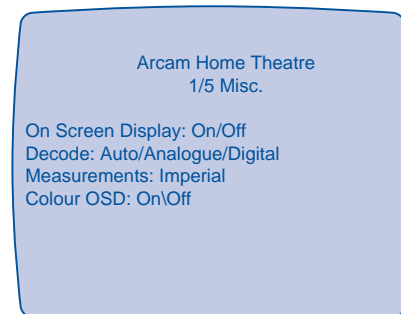 Arcam Home Theatre
1/5 Misc.
On Screen Display: On/Off
Decode: Auto/Analogue/Digital
Measurements: Imperial
Colour OSD: On\Off